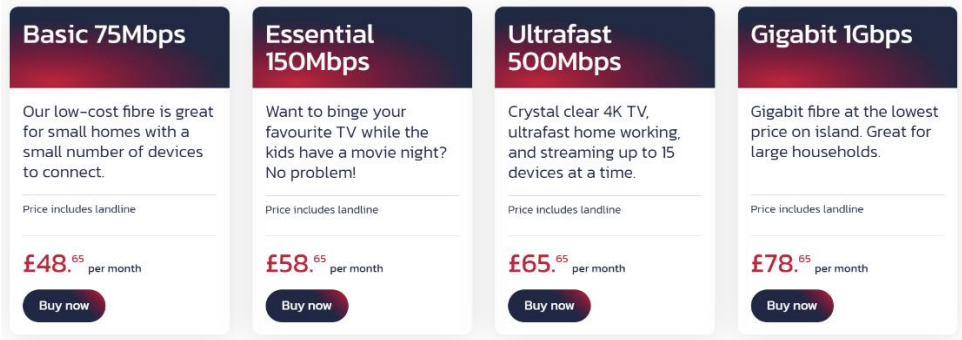 Basic 75Mbps
Our low-cost fibre is great
for small homes with a
small number of devices
to connect.
Price includes landline
£48.65 per month
Buy now
Essential
150Mbps
Want to binge your
favourite TV while the
kids have a movie night?
No problem!
Price includes landline
£58.65 per month
Buy now
Ultrafast
500Mbps
Crystal clear 4K TV,
ultrafast home working,
and streaming up to 15
devices at a time.
Price includes landline
£65.65 per month
Buy now
Gigabit 1Gbps
Gigabit fibre at the lowest
price on island. Great for
large households.
Price includes landline
£78.65 per month
Buy now